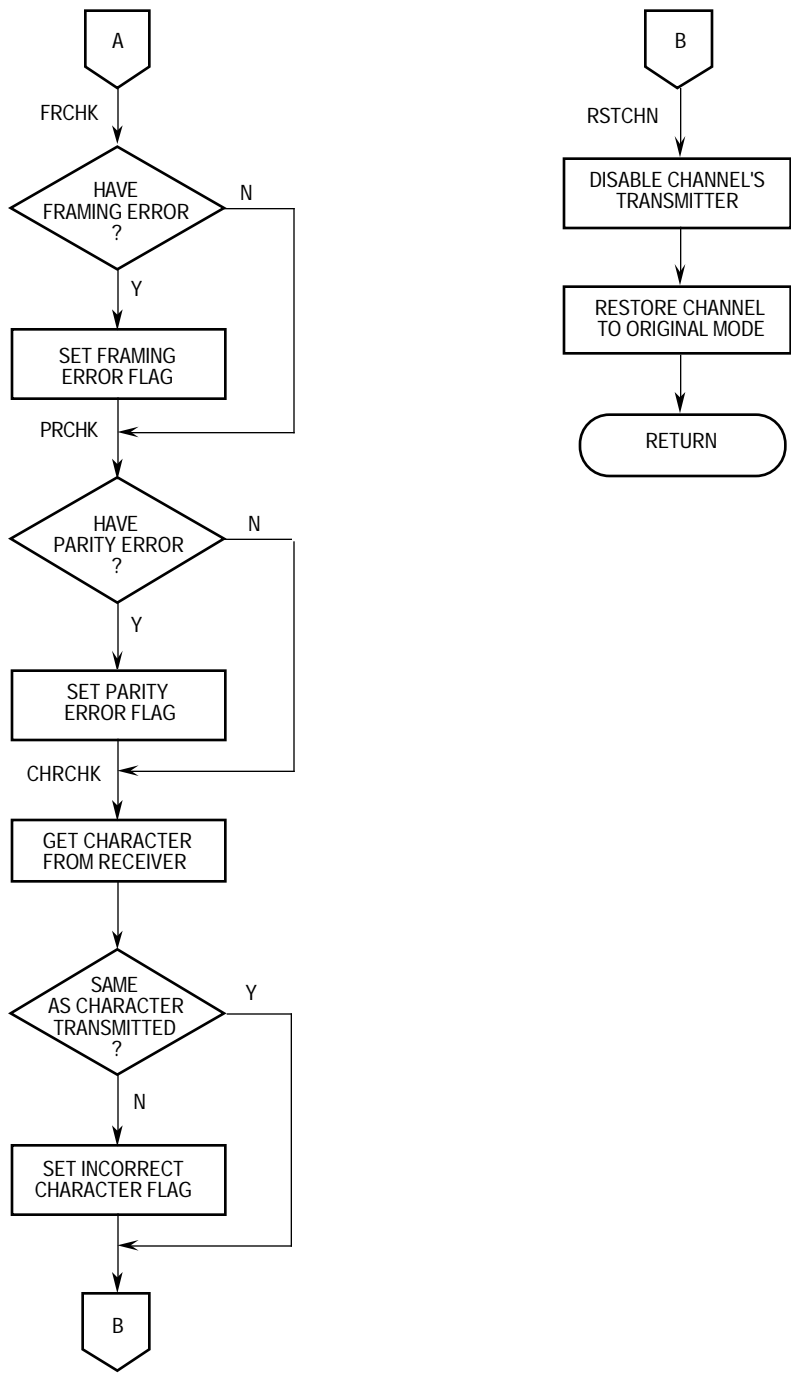 A
FRCHK
HAVE
FRAMING ERROR
?
N
Y
SET FRAMING
ERROR FLAG
PRCHK
HAVE
PARITY ERROR
?
N
Y
SET PARITY
ERROR FLAG
CHRCHK
GET CHARACTER
FROM RECEIVER
SAME
AS CHARACTER
TRANSMITTED
?
Y
N
SET INCORRECT
CHARACTER FLAG
B
B
RSTCHN
DISABLE CHANNEL'S
TRANSMITTER
RESTORE CHANNEL
TO ORIGINAL MODE
RETURN